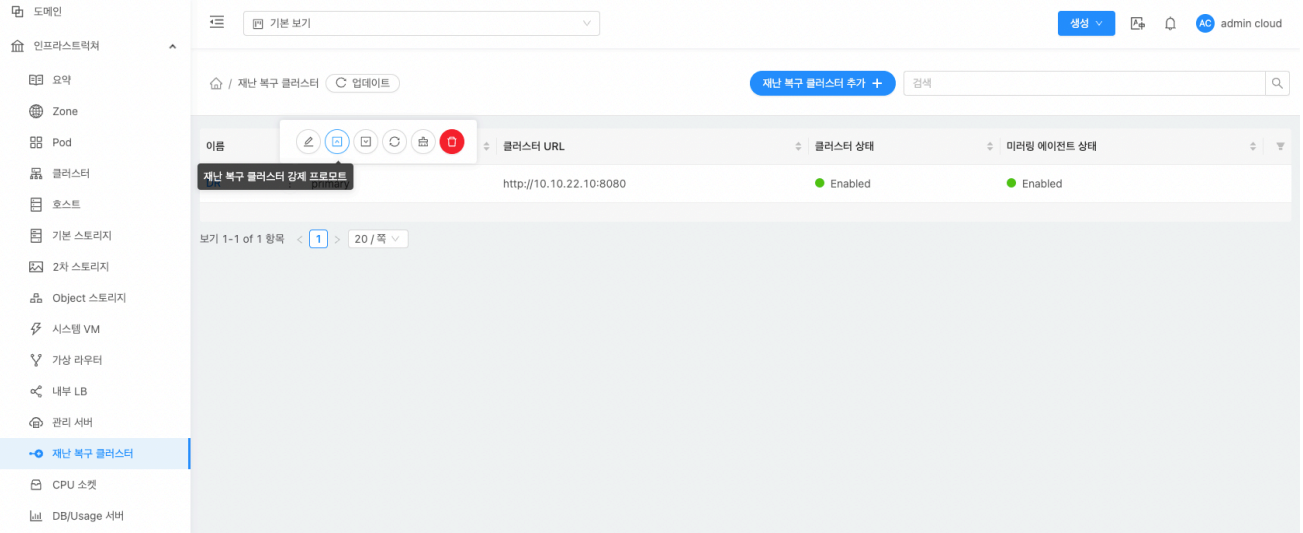 도메인
기본 보기
생성
AC admin cloud
인프라스트럭쳐
요약
/ 재난 복구 클러스터 업데이트
재난 복구 클러스터 추가 +
검색
Zone
Pod
이름
클러스터 URL
클러스터 상태
미러링 에이전트 상태
재난 복구 클러스터 강제 프로모트
primary
http://10.10.22.10:8080
Enabled
Enabled
클러스터
호스트
기본 스토리지
보기 1-1 of 1 항목 < 1 > 20 / 쪽
2차 스토리지
Object 스토리지
시스템 VM
가상 라우터
내부 LB
관리 서버
재난 복구 클러스터
CPU 소켓
DB/Usage 서버